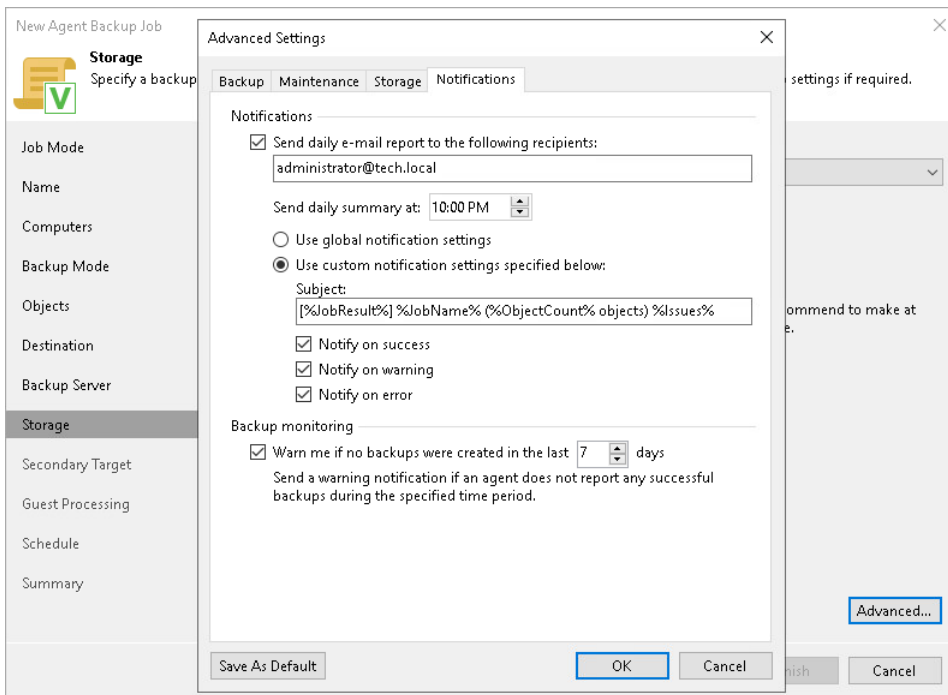 New Agent Backup Job
Storage
Specify a backup
settings if required.
Job Mode
Name
Computers
Backup Mode
Objects
Destination
Backup Server
Storage
Secondary Target
Guest Processing
Schedule
Summary
ommend to make at
e.
Advanced...
nish
Cancel
Advanced Settings
Backup
Maintenance
Storage
Notifications
Notifications
Send daily e-mail report to the following recipients:
administrator@tech.local
Send daily summary at: 10:00 PM
Use global notification settings
Use custom notification settings specified below:
Subject:
[%JobResult%] %JobName% (%ObjectCount% objects) %Issues%
Notify on success
Notify on warning
Notify on error
Backup monitoring
Warn me if no backups were created in the last 7 days
Send a warning notification if an agent does not report any successful
backups during the specified time period.
Save As Default
OK
Cancel